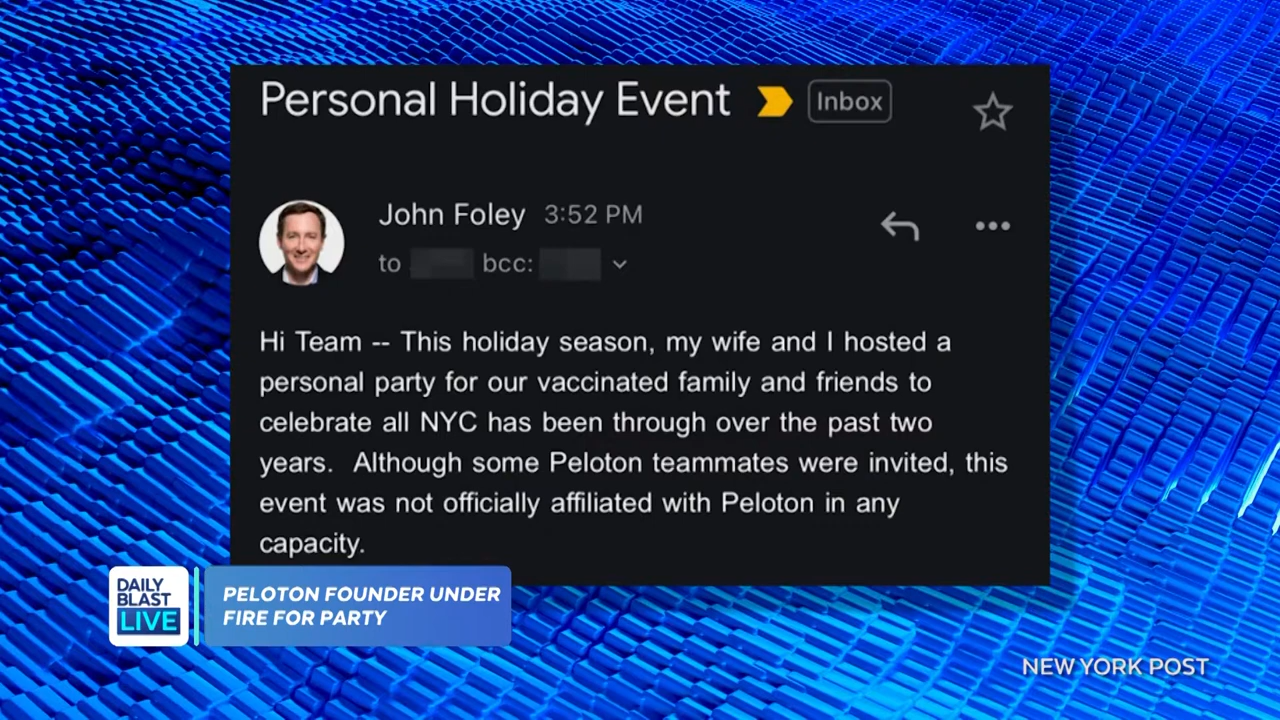 Personal Holiday Event
Inbox
John Foley 3:52 PM
to bcc:
Hi Team -- This holiday season, my wife and I hosted a
personal party for our vaccinated family and friends to
celebrate all NYC has been through over the past two
years. Although some Peloton teammates were invited, this
event was not officially affiliated with Peloton in any
capacity.
DAILY
BLAST
LIVE
PELOTON FOUNDER UNDER
FIRE FOR PARTY
NEW YORK POST